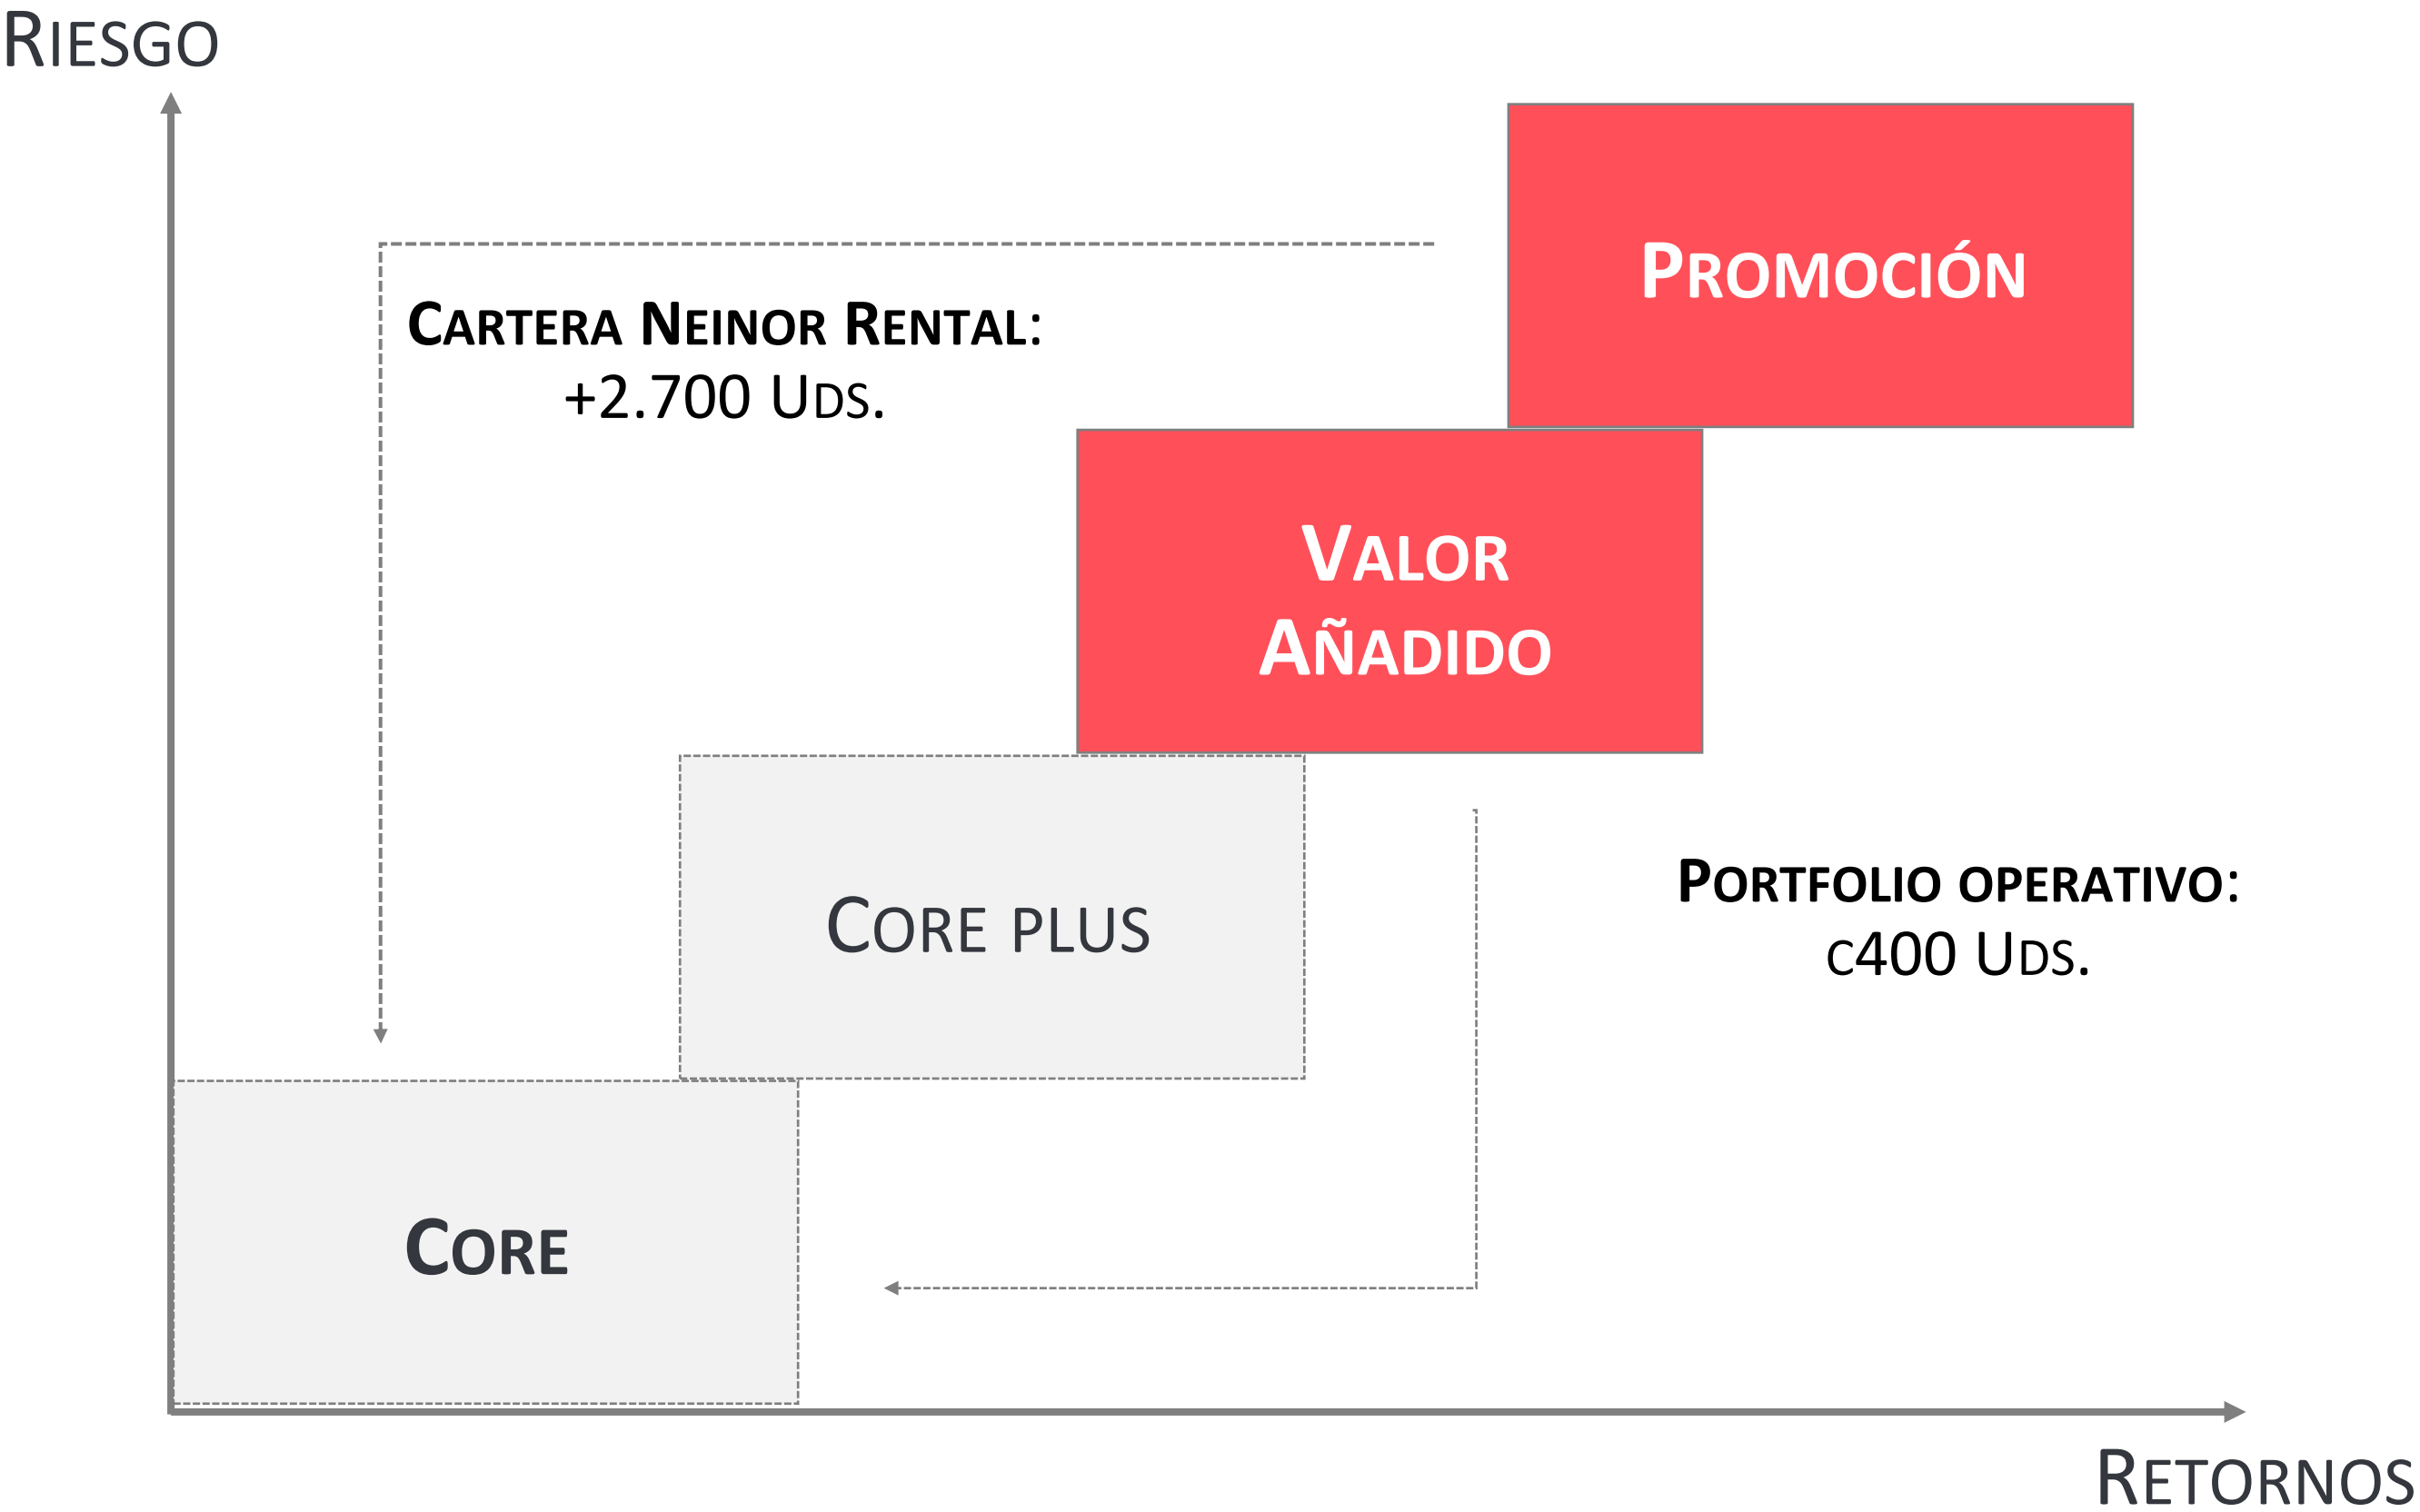 Riesgo
Promoción
Cartera Neinor Rental:
+2.700 Uds.
Valor
Añadido
Portfolio operativo:
c400 Uds.
Core plus
Core
Retornos